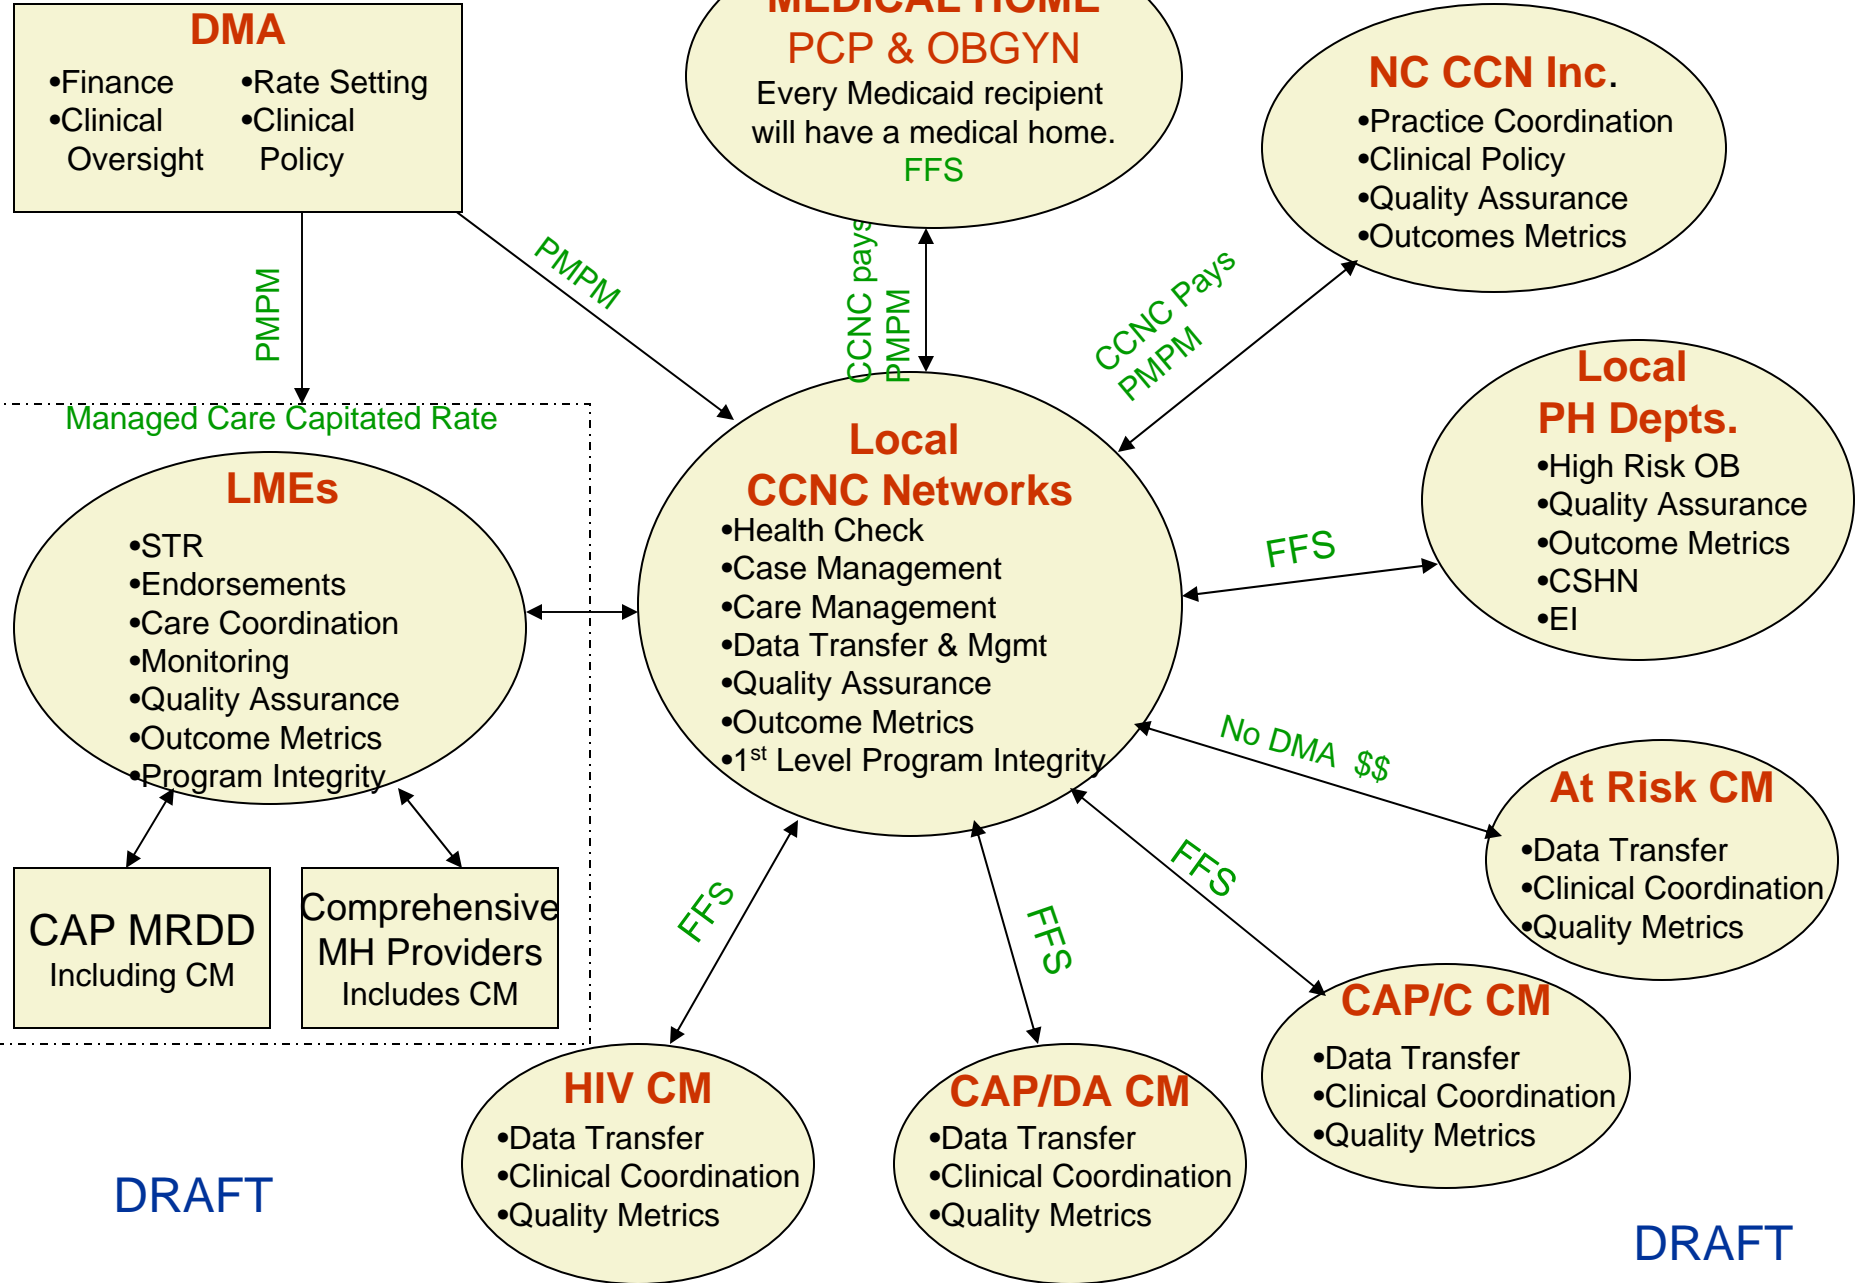 DMA
•Finance
•Clinical
Oversight
•Rate Setting
•Clinical
Policy
MEDICAL HOME
PCP & OBGYN
Every Medicaid recipient
will have a medical home.
FFS
NC CCN Inc.
•Practice Coordination
•Clinical Policy
•Quality Assurance
•Outcomes Metrics
PMPM
PMPM
CCNC pays
PMPM
CCNC Pays
PMPM
Managed Care Capitated Rate
LMEs
•STR
•Endorsements
•Care Coordination
•Monitoring
•Quality Assurance
•Outcome Metrics
•Program Integrity
Local
CCNC Networks
•Health Check
•Case Management
•Care Management
•Data Transfer & Mgmt
•Quality Assurance
•Outcome Metrics
•1st Level Program Integrity
Local
PH Depts.
•High Risk OB
•Quality Assurance
•Outcome Metrics
•CSHN
•EI
FFS
No DMA $$
At Risk CM
•Data Transfer
•Clinical Coordination
•Quality Metrics
CAP MRDD
Including CM
Comprehensive
MH Providers
Includes CM
FFS
FFS
FFS
CAP/C CM
•Data Transfer
•Clinical Coordination
•Quality Metrics
HIV CM
•Data Transfer
•Clinical Coordination
•Quality Metrics
CAP/DA CM
•Data Transfer
•Clinical Coordination
•Quality Metrics
DRAFT
DRAFT